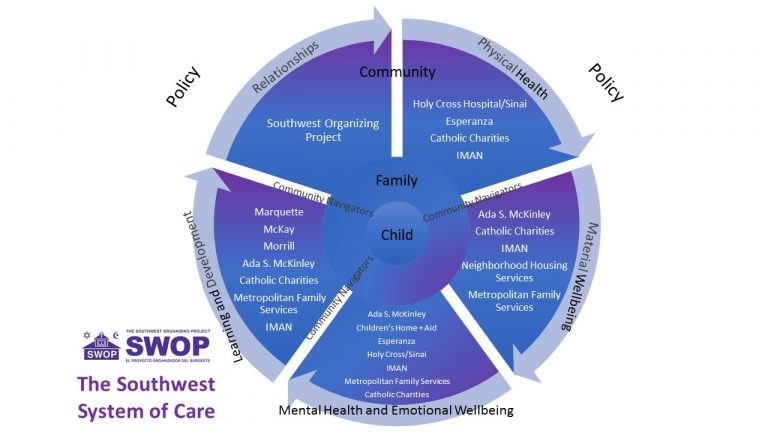 Policy
Relationships
Community
Physical Health
Policy
Southwest Organizing
Project
Holy Cross Hospital/Sinai
Esperanza
Catholic Charities
IMAN
Family
Child
Community Navigators
Community Navigators
Community Navigators
Marquette
McKay
Morrill
Ada S. McKinley
Catholic Charities
Metropolitan Family
Services
IMAN
Learning and Development
Ada S. McKinley
Catholic Charities
IMAN
Neighborhood Housing
Services
Metropolitan Family
Services
Material Wellbeing
Ada S. McKinley
Children's Home + Aid
Esperanza
Holy Cross/Sinai
IMAN
Metropolitan Family Services
Catholic Charities
Mental Health and Emotional Wellbeing
THE SOUTHWEST ORGANIZING PROJECT
SWOP
SWOP
EL PROYECTO ORGANIZADOR DEL SUROESTE
The Southwest
System of Care